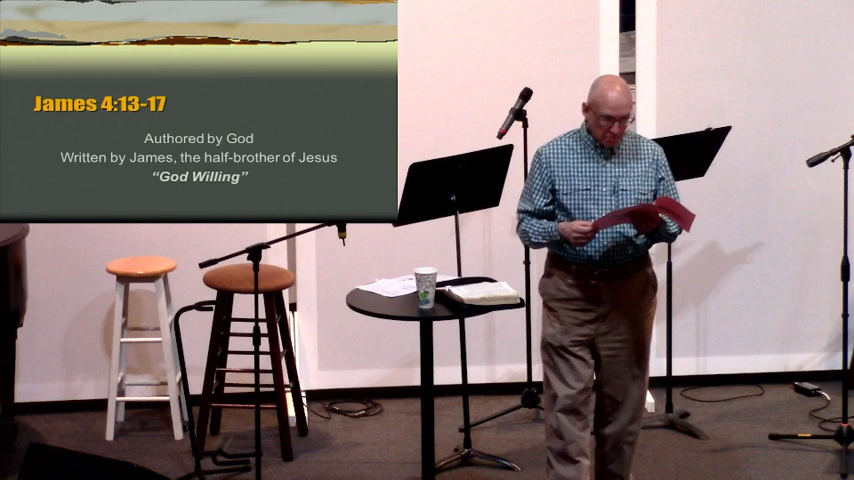 James 4:13-17
Authored by God
Written by James, the half-brother of Jesus
“God Willing”